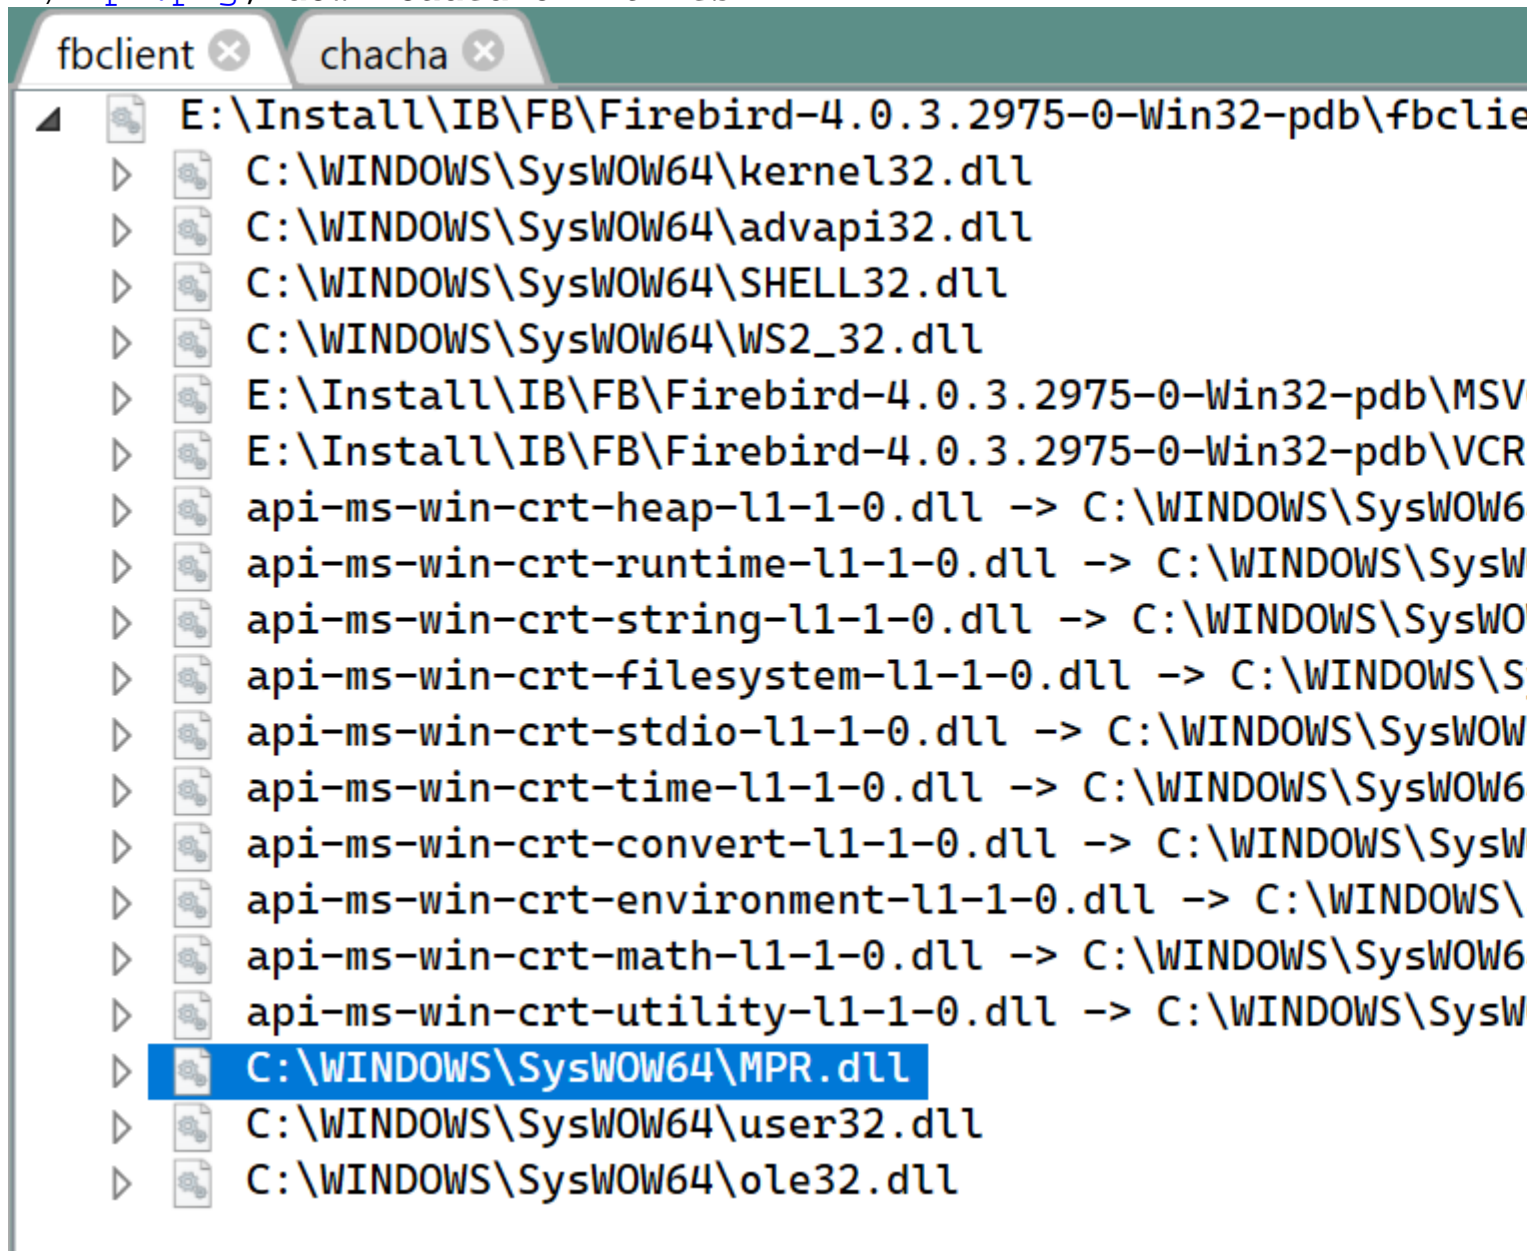 fbclient chacha
E:\Install\IB\FB\Firebird-4.0.3.2975-0-Win32-pdb\fbclie
C:\WINDOWS\SysWOW64\kernel32.dll
C:\WINDOWS\SysWOW64\advapi32.dll
C:\WINDOWS\SysWOW64\SHELL32.dll
C:\WINDOWS\SysWOW64\WS2_32.dll
E:\Install\IB\FB\Firebird-4.0.3.2975-0-Win32-pdb\MSV
E:\Install\IB\FB\Firebird-4.0.3.2975-0-Win32-pdb\VCR
api-ms-win-crt-heap-l1-1-0.dll -> C:\WINDOWS\SysWOW6
api-ms-win-crt-runtime-l1-1-0.dll -> C:\WINDOWS\SysW
api-ms-win-crt-string-l1-1-0.dll -> C:\WINDOWS\SysWO
api-ms-win-crt-filesystem-l1-1-0.dll -> C:\WINDOWS\S
api-ms-win-crt-stdio-l1-1-0.dll -> C:\WINDOWS\SysWOW
api-ms-win-crt-time-l1-1-0.dll -> C:\WINDOWS\SysWOW6
api-ms-win-crt-convert-l1-1-0.dll -> C:\WINDOWS\SysW
api-ms-win-crt-environment-l1-1-0.dll -> C:\WINDOWS\
api-ms-win-crt-math-l1-1-0.dll -> C:\WINDOWS\SysWOW6
api-ms-win-crt-utility-l1-1-0.dll -> C:\WINDOWS\SysW
C:\WINDOWS\SysWOW64\MPR.dll
C:\WINDOWS\SysWOW64\user32.dll
C:\WINDOWS\SysWOW64\ole32.dll